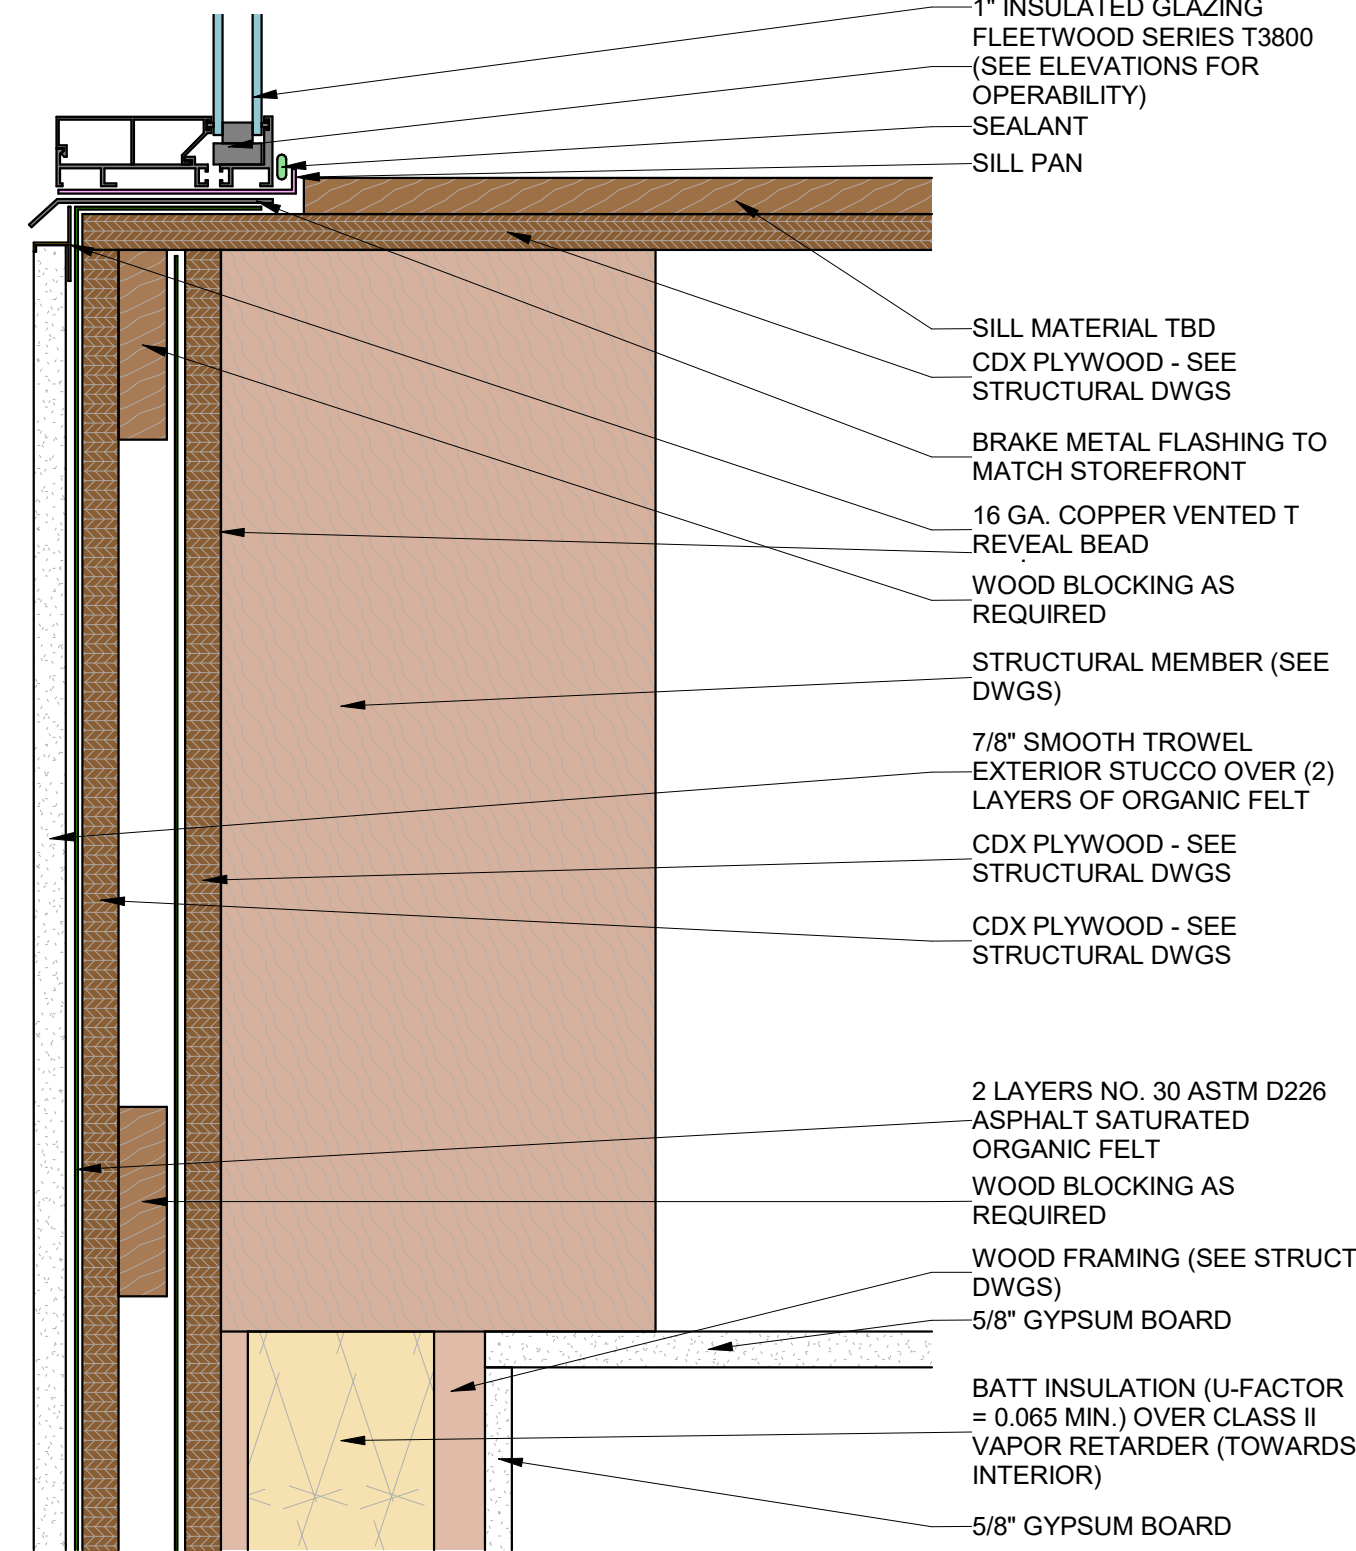 1" INSULATED GLAZING
FLEETWOOD SERIES T3800
(SEE ELEVATIONS FOR
OPERABILITY)
SEALANT
SILL PAN
SILL MATERIAL TBD
CDX PLYWOOD - SEE
STRUCTURAL DWGS
BRAKE METAL FLASHING TO
MATCH STOREFRONT
16 GA. COPPER VENTED T
REVEAL BEAD
WOOD BLOCKING AS
REQUIRED
STRUCTURAL MEMBER (SEE
DWGS)
7/8" SMOOTH TROWEL
EXTERIOR STUCCO OVER (2)
LAYERS OF ORGANIC FELT
CDX PLYWOOD - SEE
STRUCTURAL DWGS
CDX PLYWOOD - SEE
STRUCTURAL DWGS
2 LAYERS NO. 30 ASTM D226
ASPHALT SATURATED
ORGANIC FELT
WOOD BLOCKING AS
REQUIRED
WOOD FRAMING (SEE STRUCT
DWGS)
5/8" GYPSUM BOARD
BATT INSULATION (U-FACTOR
= 0.065 MIN.) OVER CLASS II
VAPOR RETARDER (TOWARDS
INTERIOR)
5/8" GYPSUM BOARD